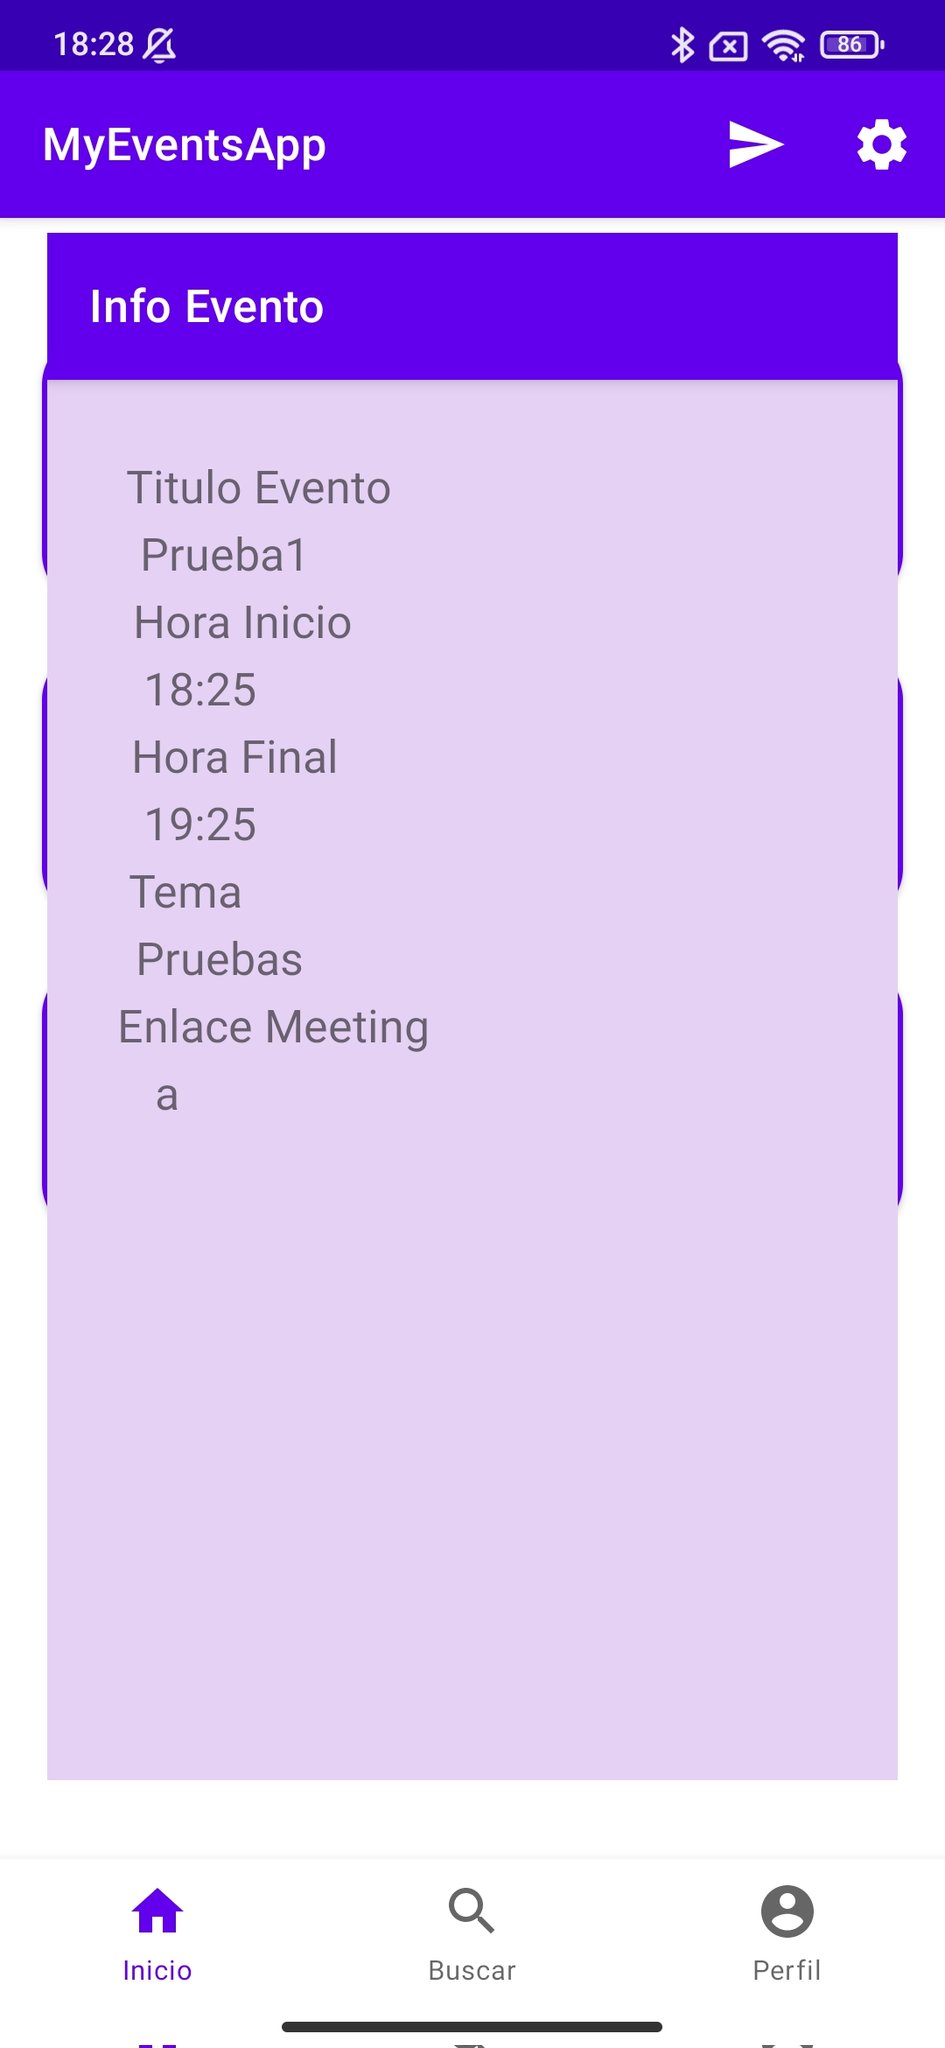 18:28
86
MyEventsApp
Info Evento
Titulo Evento
Prueba1
Hora Inicio
18:25
Hora Final
19:25
Tema
Pruebas
Enlace Meeting
a
Inicio
Buscar
Perfil